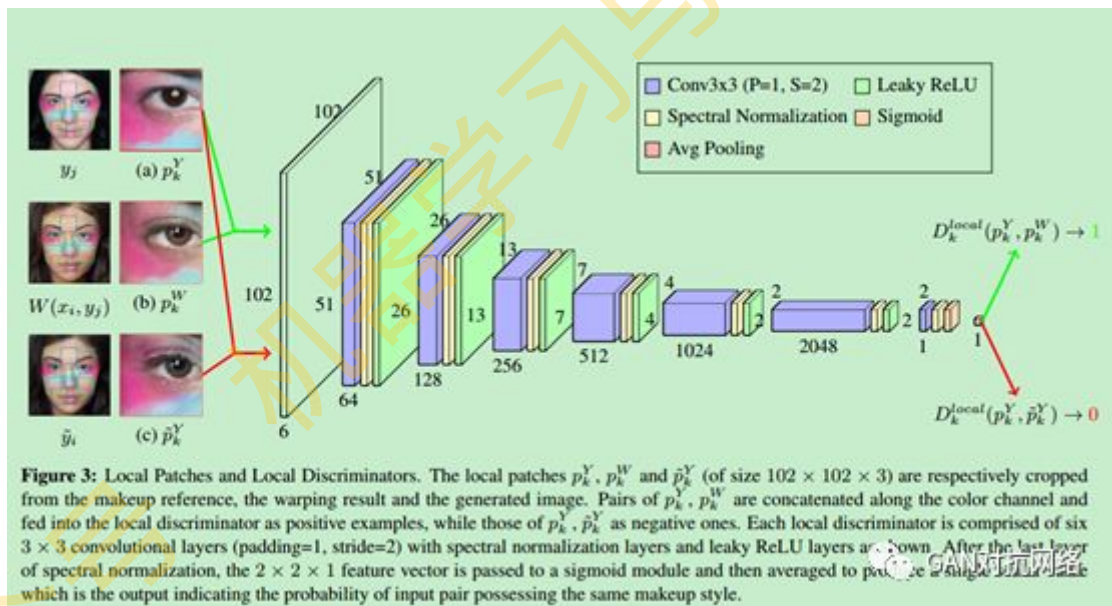 机器学习与
102
102
6
51
51
64
26
26
128
13
13
256
7
7
512
4
4
1024
2
2
2048
2
2
1
1
Conv3x3 (P=1, S=2)
Leaky ReLU
Spectral Normalization
Sigmoid
Avg Pooling
y_j
(a) p_k^Y
W(x_i, y_j)
(b) p_k^W
ỹ_i
(c) p̃_k^Y
D_k^{local}(p_k^Y, p_k^W) → 1
D_k^{local}(p_k^Y, p̃_k^Y) → 0
Figure 3: Local Patches and Local Discriminators. The local patches p_k^Y, p_k^W and p̃_k^Y (of size 102 × 102 × 3) are respectively cropped
from the makeup reference, the warping result and the generated image. Pairs of p_k^Y, p_k^W are concatenated along the color channel and
fed into the local discriminator as positive examples, while those of p_k^Y, p̃_k^Y as negative ones. Each local discriminator is comprised of six
3 × 3 convolutional layers (padding=1, stride=2) with spectral normalization layers and leaky ReLU layers as shown. After the last layer
of spectral normalization, the 2 × 2 × 1 feature vector is passed to a sigmoid module and then averaged to
which is the output indicating the probability of input pair possessing the same makeup style.
GAN对抗网络